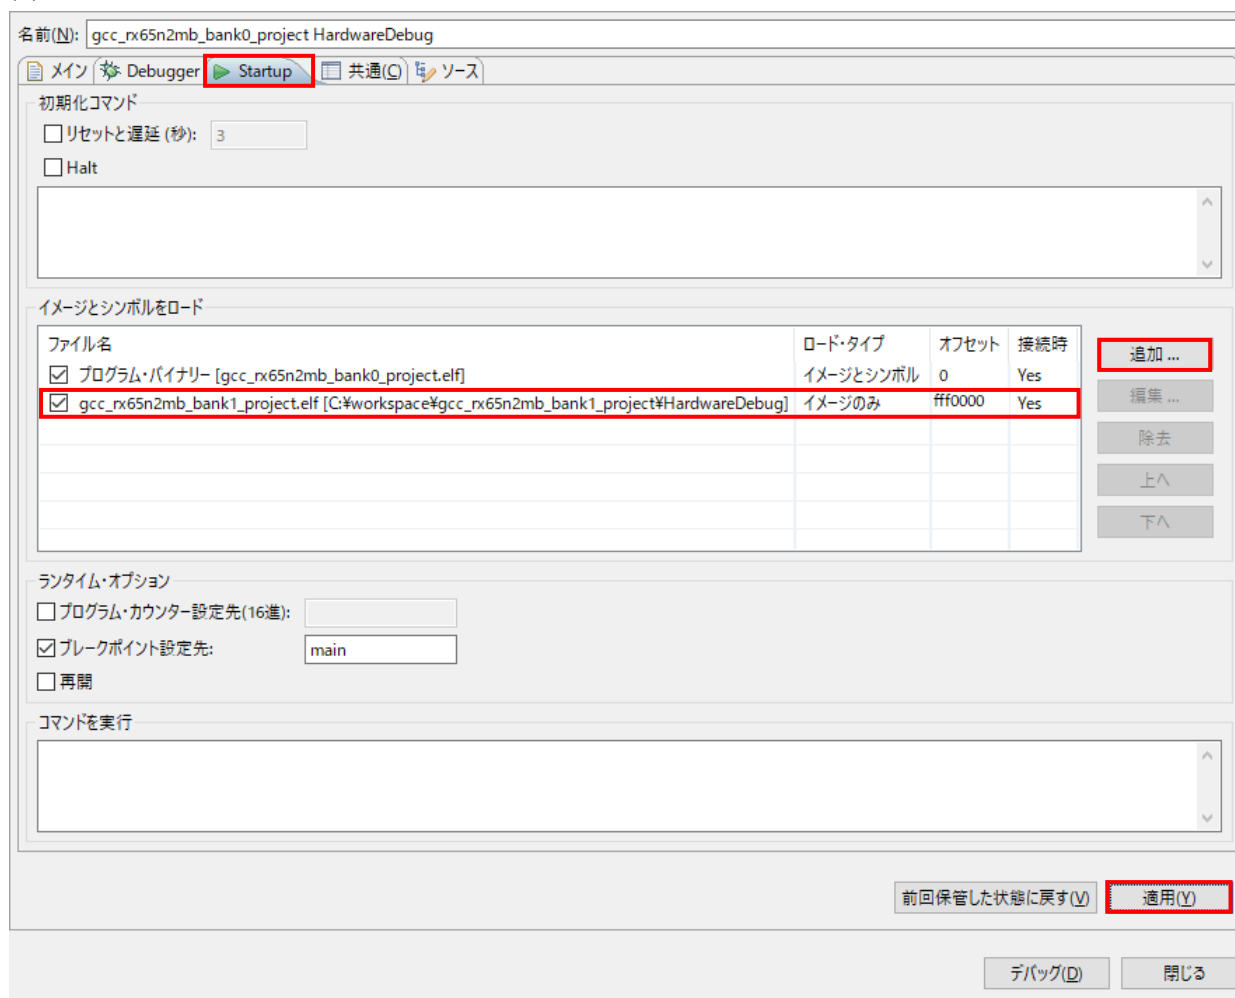 名前(N): gcc_rx65n2mb_bank0_project HardwareDebug
メイン Debugger Startup 共通(C) ソース
初期化コマンド
リセットと遅延 (秒): 3
Halt
イメージとシンボルをロード
ファイル名 ロード・タイプ オフセット 接続時
プログラム・バイナリー [gcc_rx65n2mb_bank0_project.elf] イメージとシンボル 0 Yes
gcc_rx65n2mb_bank1_project.elf [C:¥workspace¥gcc_rx65n2mb_bank1_project¥HardwareDebug] イメージのみ fff0000 Yes
追加 ...
編集 ...
除去
上へ
下へ
ランタイム・オプション
プログラム・カウンター設定先(16進):
ブレークポイント設定先: main
再開
コマンドを実行
前回保管した状態に戻す(V) 適用(Y)
デバッグ(D) 閉じる